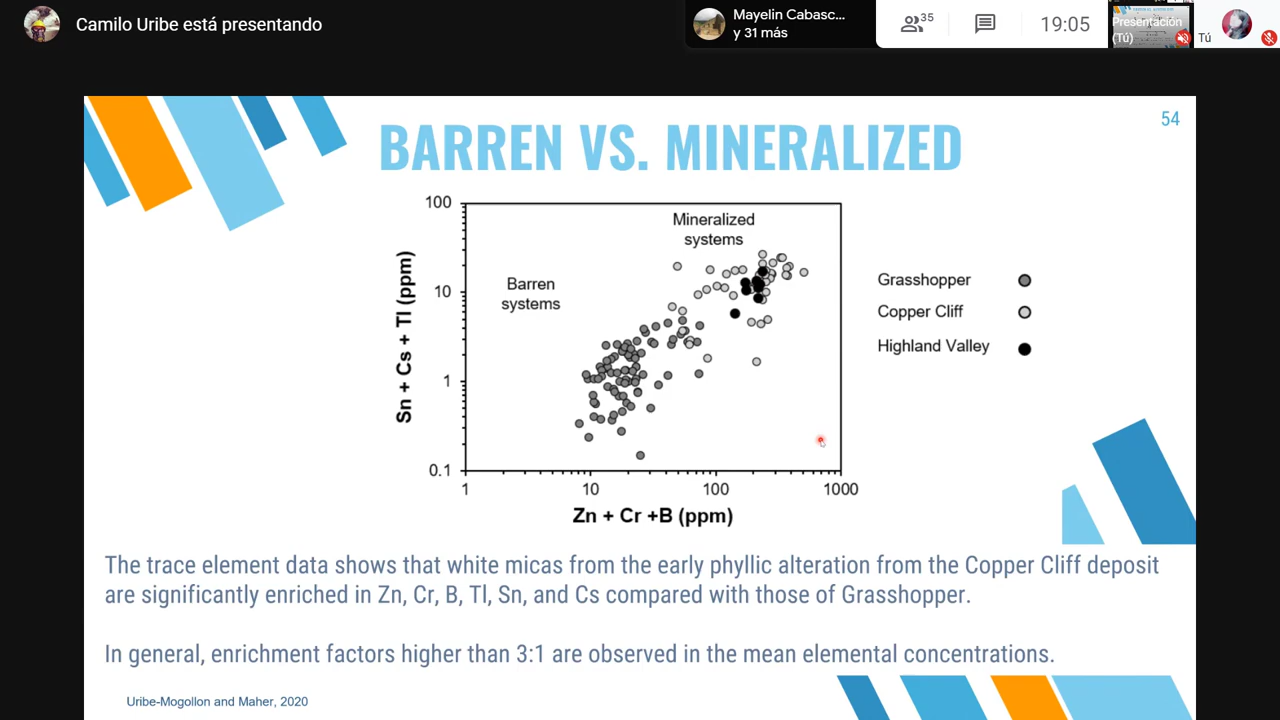 Camilo Uribe está presentando
Mayelin Cabasc...
y 31 más
35
19:05
Presentación
(Tú)
Tú
54
BARREN VS. MINERALIZED
100
10
1
0.1
Sn + Cs + Tl (ppm)
Mineralized
systems
Barren
systems
1
10
100
1000
Zn + Cr +B (ppm)
Grasshopper
Copper Cliff
Highland Valley
The trace element data shows that white micas from the early phyllic alteration from the Copper Cliff deposit
are significantly enriched in Zn, Cr, B, Tl, Sn, and Cs compared with those of Grasshopper.
In general, enrichment factors higher than 3:1 are observed in the mean elemental concentrations.
Uribe-Mogollon and Maher, 2020